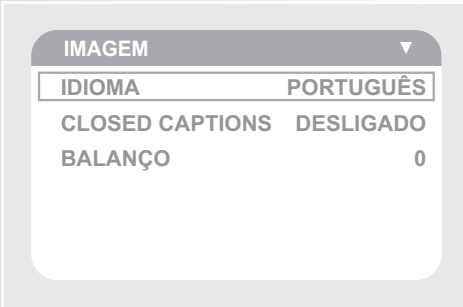 IMAGEM ▼
IDIOMA PORTUGUÊS
CLOSED CAPTIONS DESLIGADO
BALANÇO 0